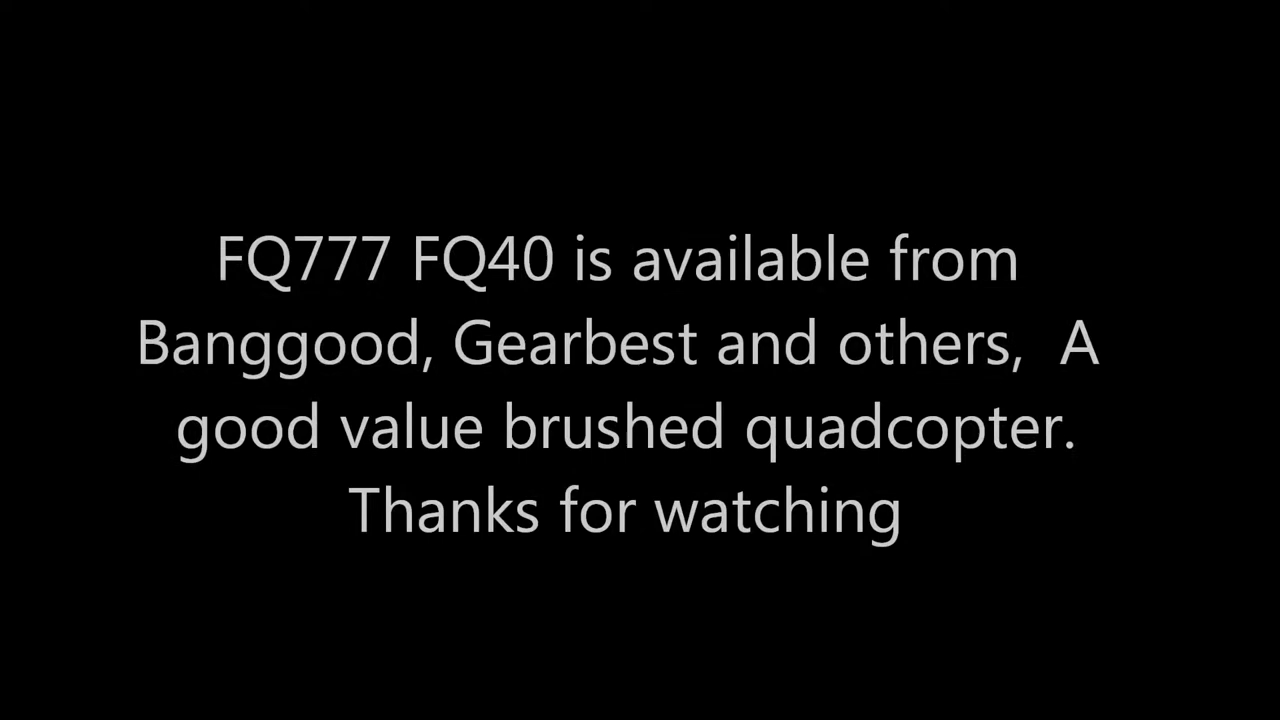 FQ777 FQ40 is available from
Banggood, Gearbest and others,  A
good value brushed quadcopter.
Thanks for watching